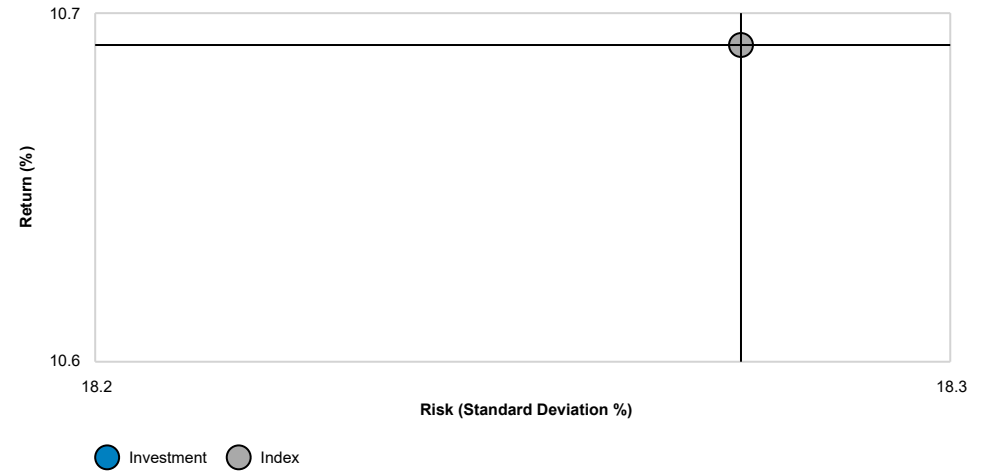 10.7
Return (%)
10.6
18.2
18.3
Risk (Standard Deviation %)
Investment
Index